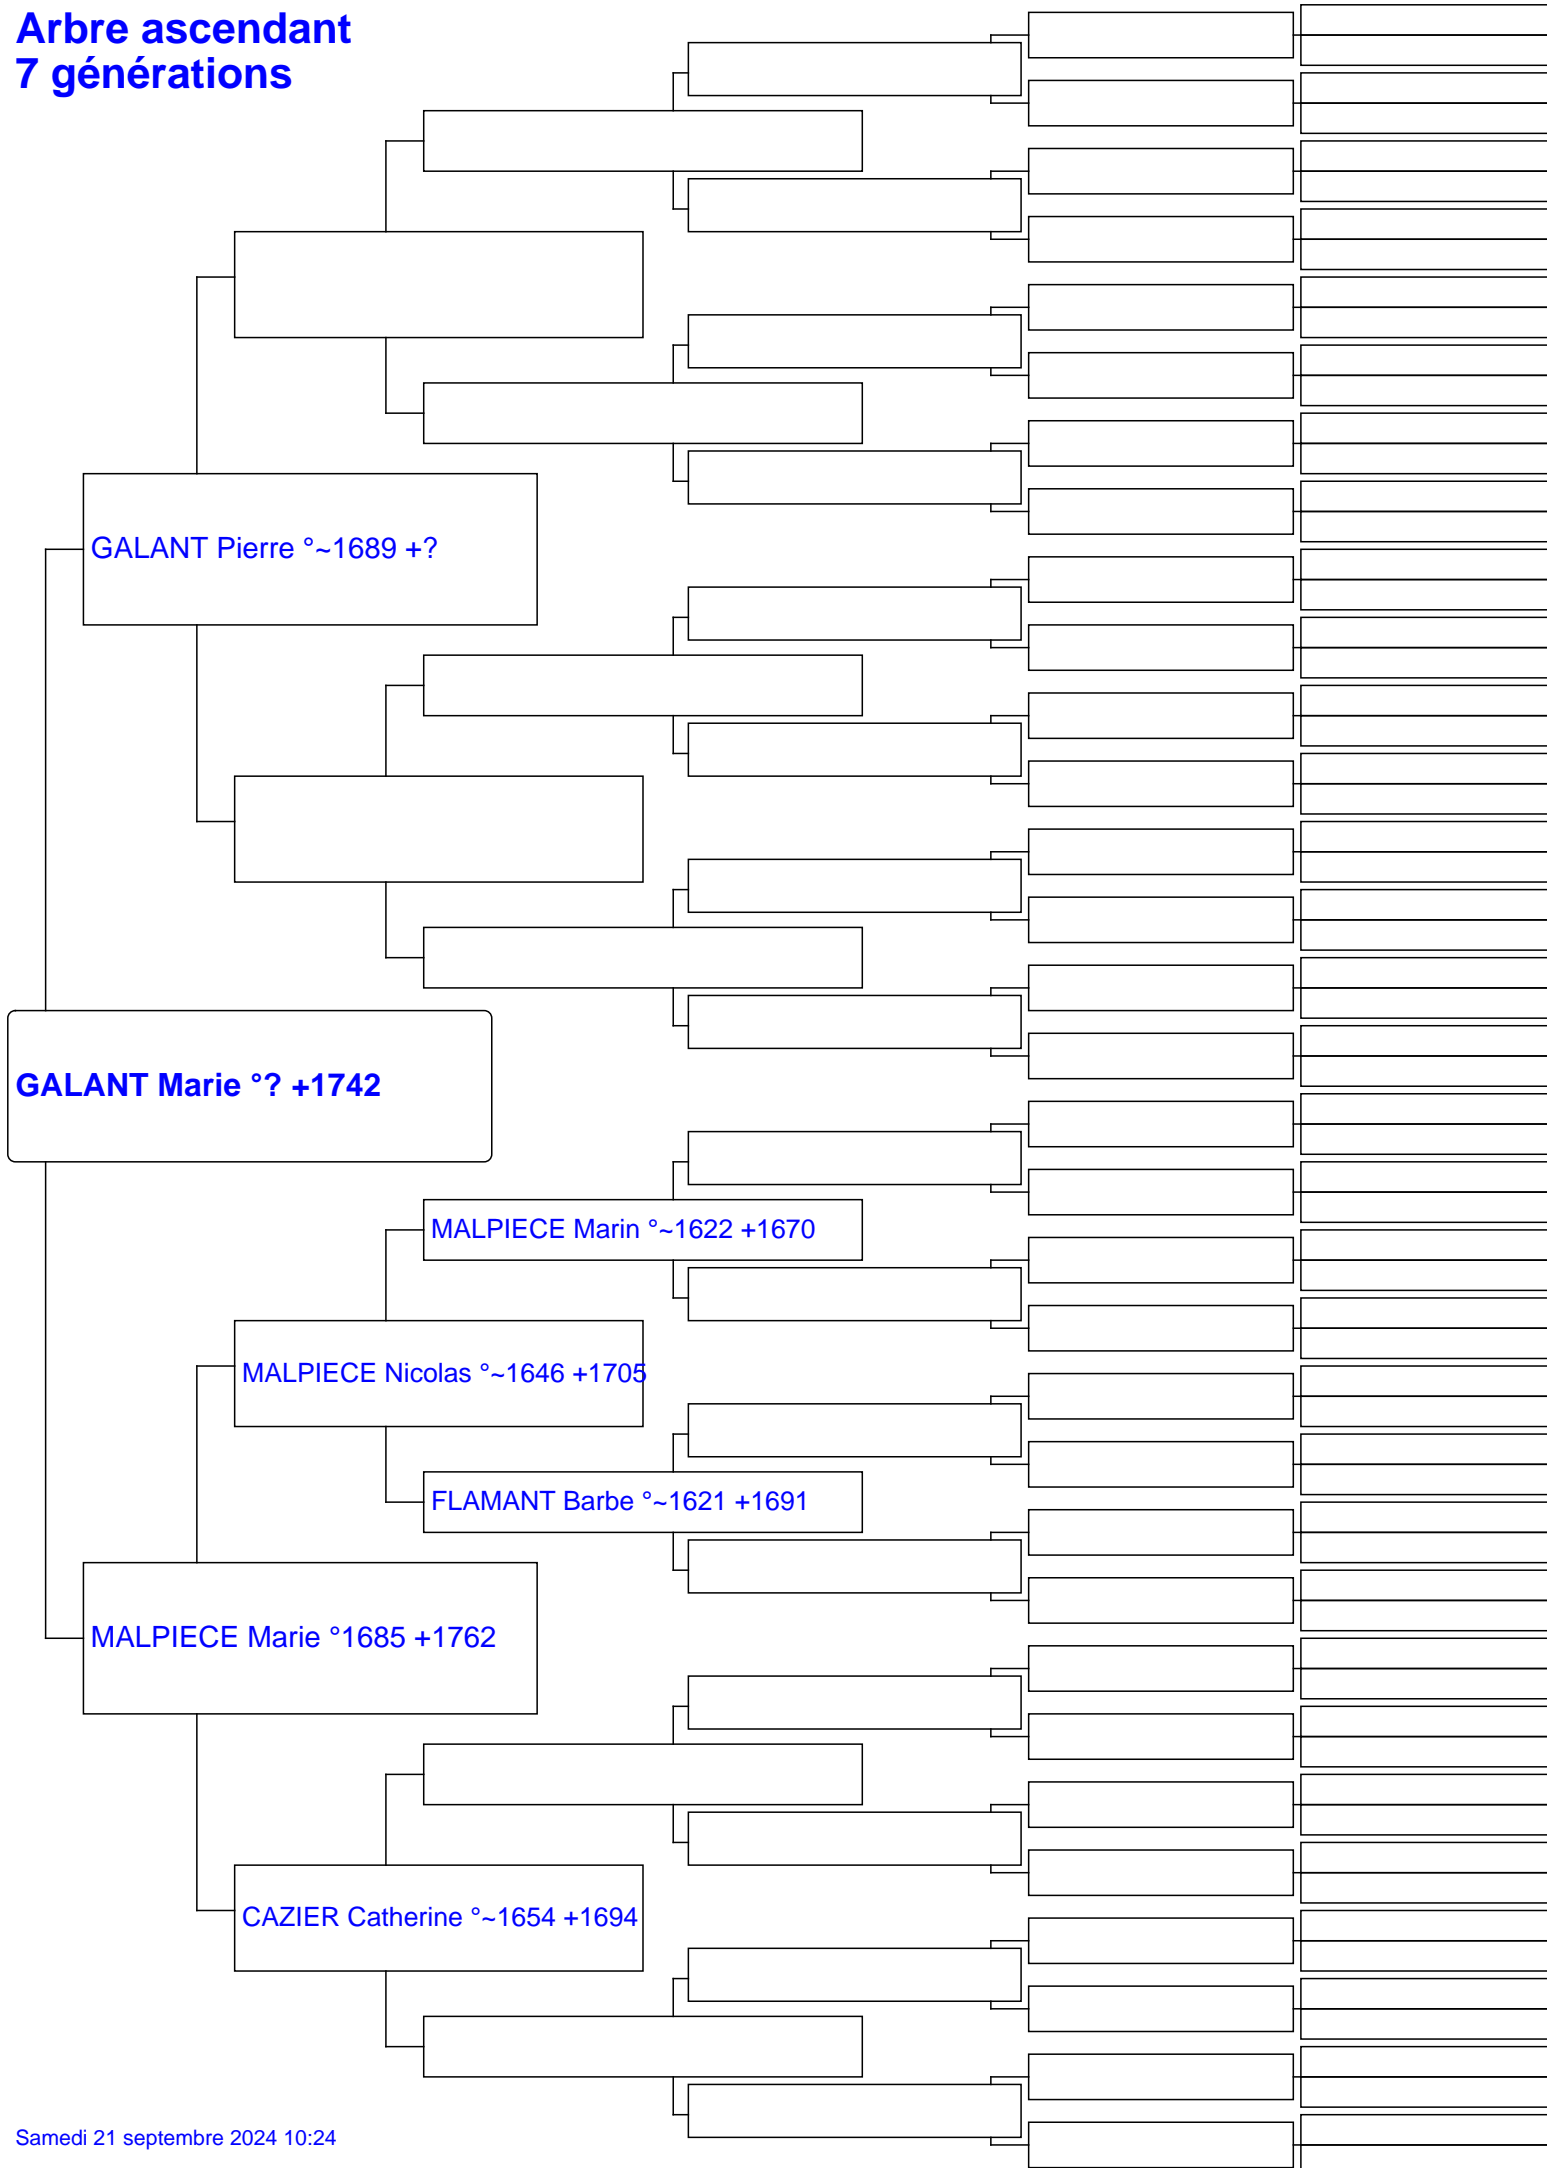 Arbre ascendant
7 générations
GALANT Pierre °~1689 +?
GALANT Marie °? +1742
MALPIECE Marin °~1622 +1670
MALPIECE Nicolas °~1646 +1705
FLAMANT Barbe °~1621 +1691
MALPIECE Marie °1685 +1762
CAZIER Catherine °~1654 +1694
Samedi 21 septembre 2024 10:24